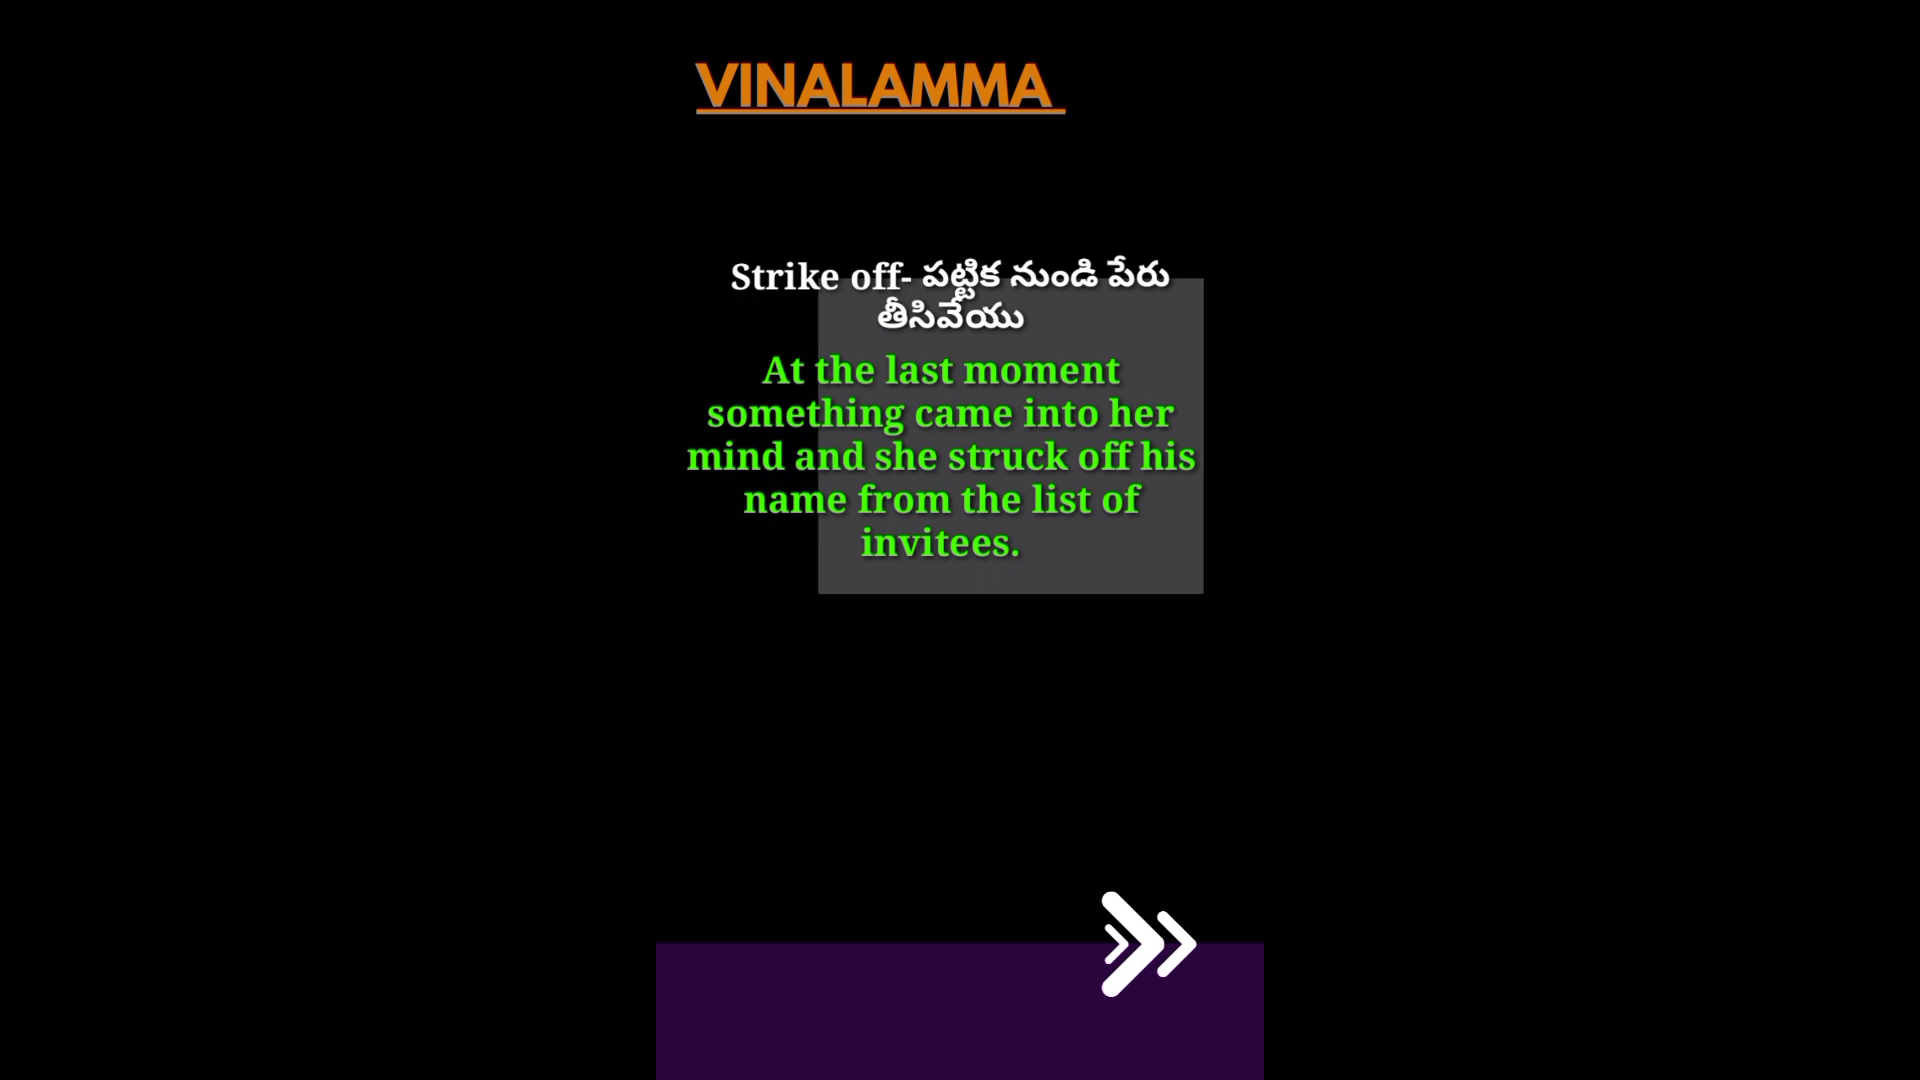 VINALAMMA
Strike off- పట్టిక నుండి పేరు
తీసివేయు
At the last moment
something came into her
mind and she struck off his
name from the list of
invitees.